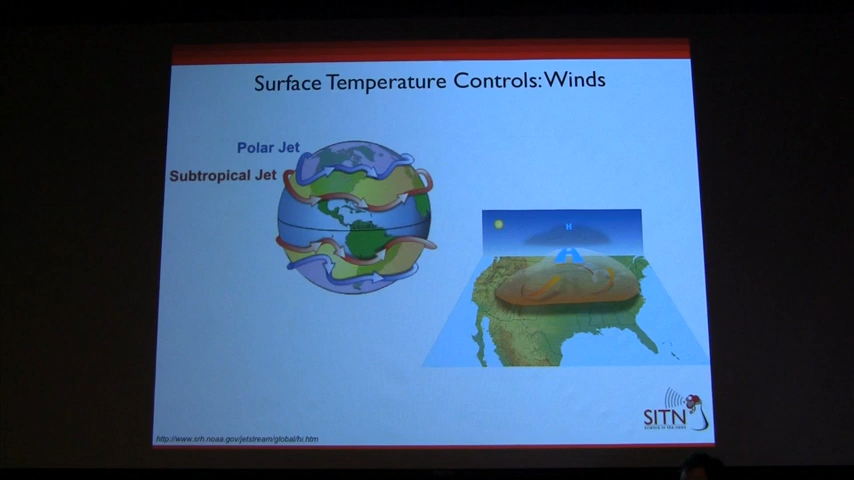 Surface Temperature Controls: Winds
Polar Jet
Subtropical Jet
H
SITN
http://www.srh.noaa.gov/jetstream/global/hi.htm